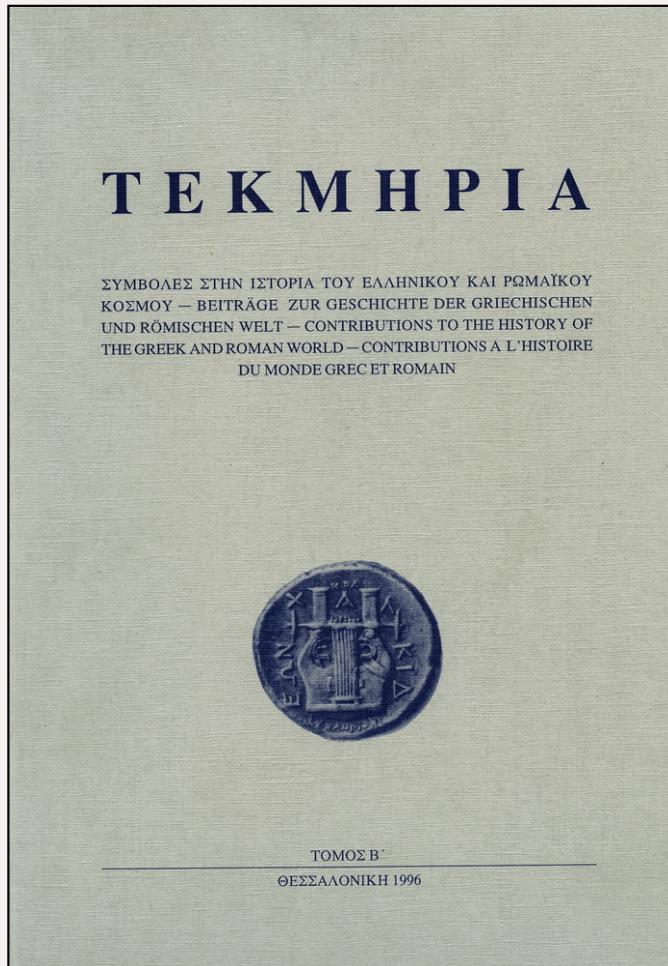 ΤΕΚΜΗΡΙΑ
ΣΥΜΒΟΛΕΣ ΣΤΗΝ ΙΣΤΟΡΙΑ ΤΟΥ ΕΛΛΗΝΙΚΟΥ ΚΑΙ ΡΩΜΑΪΚΟΥ
ΚΟΣΜΟΥ — BEITRÄGE ZUR GESCHICHTE DER GRIECHISCHEN
UND RÖMISCHEN WELT — CONTRIBUTIONS TO THE HISTORY OF
THE GREEK AND ROMAN WORLD — CONTRIBUTIONS A L'HISTOIRE
DU MONDE GREC ET ROMAIN
ΧΑΛΚΙΔΕΩΝ
ΤΟΜΟΣ Β΄
ΘΕΣΣΑΛΟΝΙΚΗ 1996